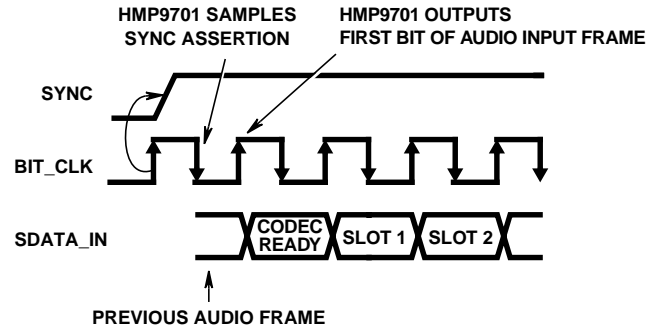 HMP9701 SAMPLES
SYNC ASSERTION
HMP9701 OUTPUTS
FIRST BIT OF AUDIO INPUT FRAME
SYNC
BIT_CLK
SDATA_IN
CODEC
READY
SLOT 1
SLOT 2
PREVIOUS AUDIO FRAME